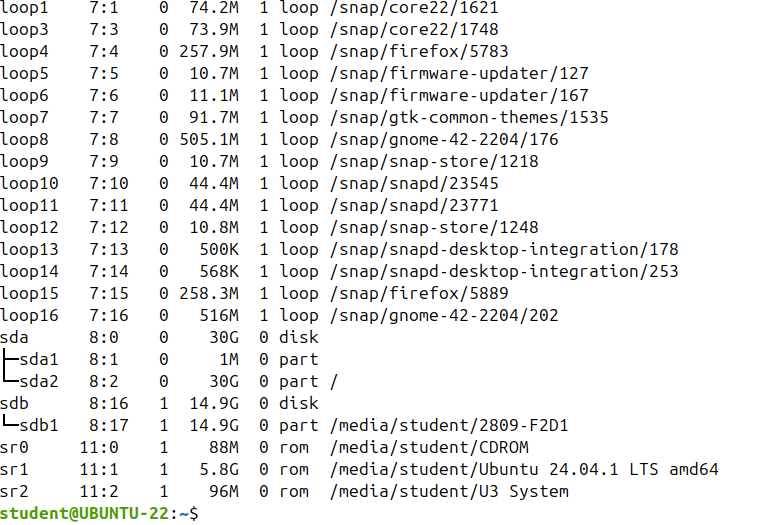 loop1    7:1    0  74.2M  1 loop /snap/core22/1621
loop3    7:3    0  73.9M  1 loop /snap/core22/1748
loop4    7:4    0 257.9M  1 loop /snap/firefox/5783
loop5    7:5    0  10.7M  1 loop /snap/firmware-updater/127
loop6    7:6    0  11.1M  1 loop /snap/firmware-updater/167
loop7    7:7    0  91.7M  1 loop /snap/gtk-common-themes/1535
loop8    7:8    0 505.1M  1 loop /snap/gnome-42-2204/176
loop9    7:9    0  10.7M  1 loop /snap/snap-store/1218
loop10   7:10   0  44.4M  1 loop /snap/snapd/23545
loop11   7:11   0  44.4M  1 loop /snap/snapd/23771
loop12   7:12   0  10.8M  1 loop /snap/snap-store/1248
loop13   7:13   0   500K  1 loop /snap/snapd-desktop-integration/178
loop14   7:14   0   568K  1 loop /snap/snapd-desktop-integration/253
loop15   7:15   0 258.3M  1 loop /snap/firefox/5889
loop16   7:16   0   516M  1 loop /snap/gnome-42-2204/202
sda      8:0    0    30G  0 disk
├─sda1   8:1    0     1M  0 part
└─sda2   8:2    0    30G  0 part /
sdb      8:16   1  14.9G  0 disk
└─sdb1   8:17   1  14.9G  0 part /media/student/2809-F2D1
sr0     11:0    1    88M  0 rom  /media/student/CDROM
sr1     11:1    1   5.8G  0 rom  /media/student/Ubuntu 24.04.1 LTS amd64
sr2     11:2    1    96M  0 rom  /media/student/U3 System
student@UBUNTU-22:~$